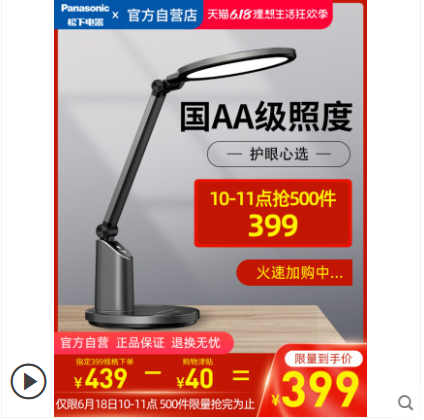 Panasonic
松下电器
×
官方自营店
天猫6.18理想生活狂欢季
国AA级照度
护眼心选
10-11点抢500件
399
火速加购中...
官方自营 正品保证 退换无忧
指定399规格下单
¥439
购物津贴
¥40
限量到手价
¥399
仅限6月18日10-11点 500件限量抢完为止